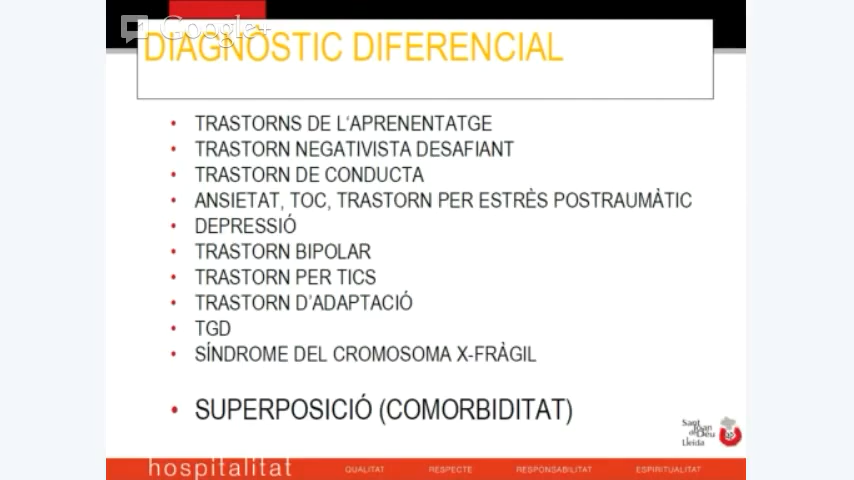 Google+
DIAGNÒSTIC DIFERENCIAL
• TRASTORNS DE L'APRENENTATGE
• TRASTORN NEGATIVISTA DESAFIANT
• TRASTORN DE CONDUCTA
• ANSIETAT, TOC, TRASTORN PER ESTRÈS POSTRAUMÀTIC
• DEPRESSIÓ
• TRASTORN BIPOLAR
• TRASTORN PER TICS
• TRASTORN D'ADAPTACIÓ
• TGD
• SÍNDROME DEL CROMOSOMA X-FRÀGIL
• SUPERPOSICIÓ (COMORBIDITAT)
Sant
Joan
de Deu
Lleida
hospitalitat QUALITAT RESPECTE RESPONSABILITAT ESPIRITUALITAT